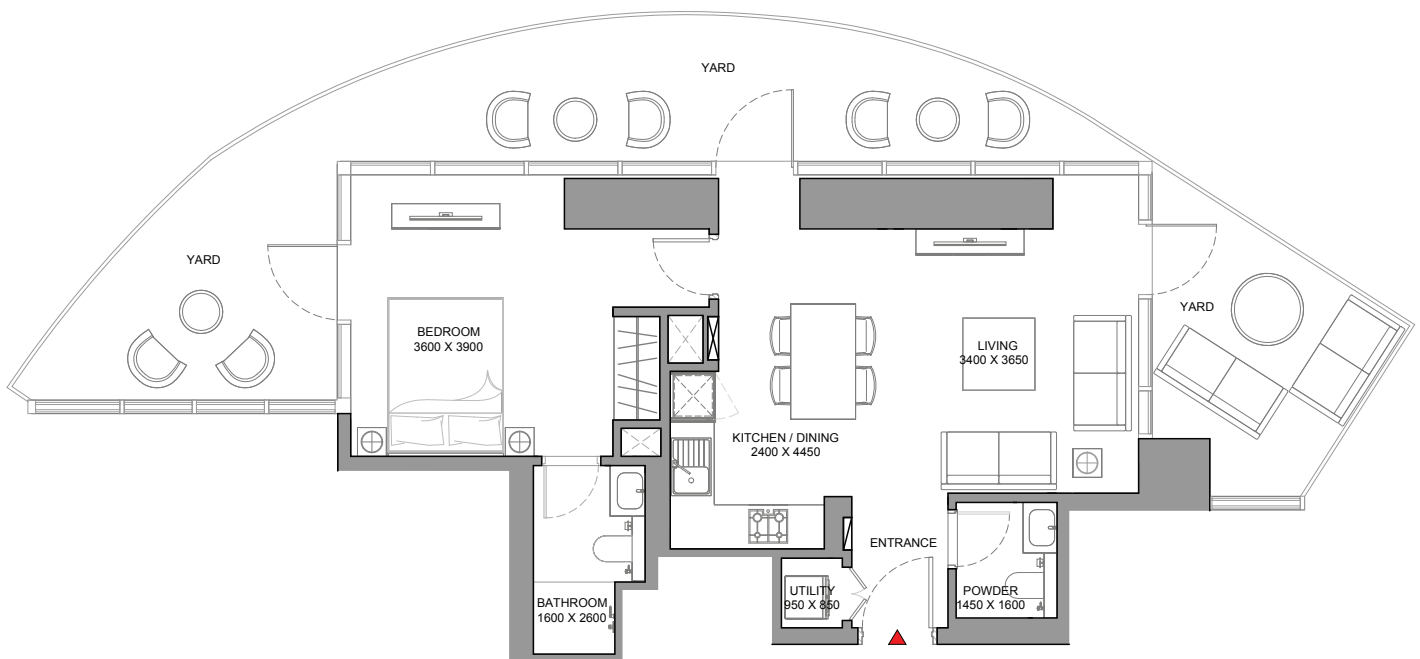 YARD
YARD
YARD
BEDROOM
3600 X 3900
LIVING
3400 X 3650
KITCHEN / DINING
2400 X 4450
ENTRANCE
UTILITY
950 X 850
POWDER
1450 X 1600
BATHROOM
1600 X 2600